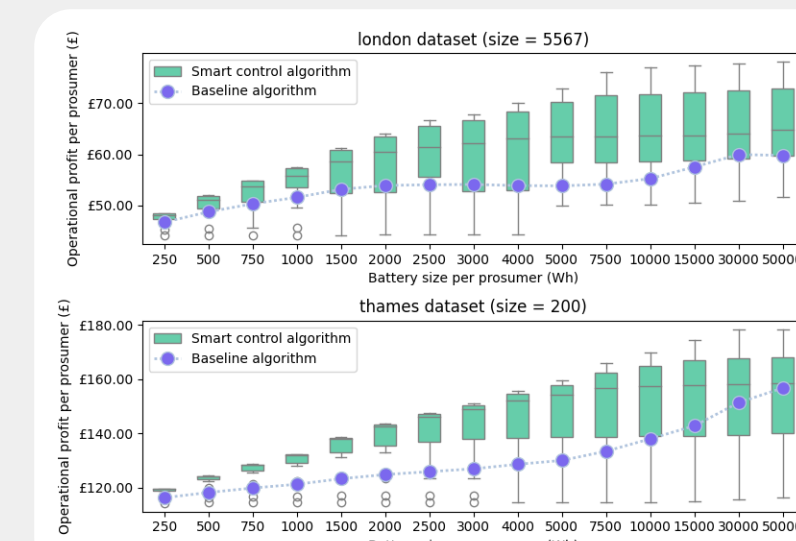 london dataset (size = 5567)
Operational profit per prosumer (£)
Smart control algorithm
Baseline algorithm
£70.00
£60.00
£50.00
250 500 750 1000 1500 2000 2500 3000 4000 5000 7500 10000 15000 30000 50000
Battery size per prosumer (Wh)
thames dataset (size = 200)
Operational profit per prosumer (£)
Smart control algorithm
Baseline algorithm
£180.00
£160.00
£140.00
£120.00
250 500 750 1000 1500 2000 2500 3000 4000 5000 7500 10000 15000 30000 50000